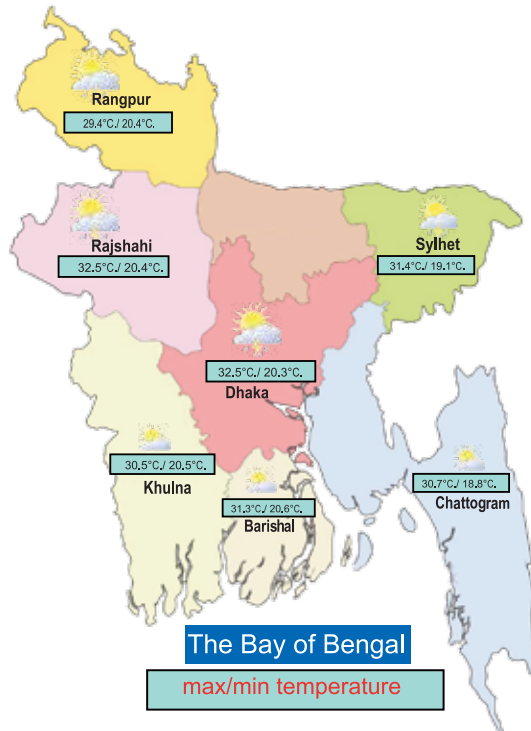 Rangpur
29.4°C./ 20.4°C.
Rajshahi
32.5°C./ 20.4°C.
Sylhet
31.4°C./ 19.1°C.
32.5°C./ 20.3°C.
Dhaka
30.5°C./ 20.5°C.
Khulna
31.3°C./ 20.6°C.
Barishal
30.7°C./ 18.8°C.
Chattogram
The Bay of Bengal
max/min temperature